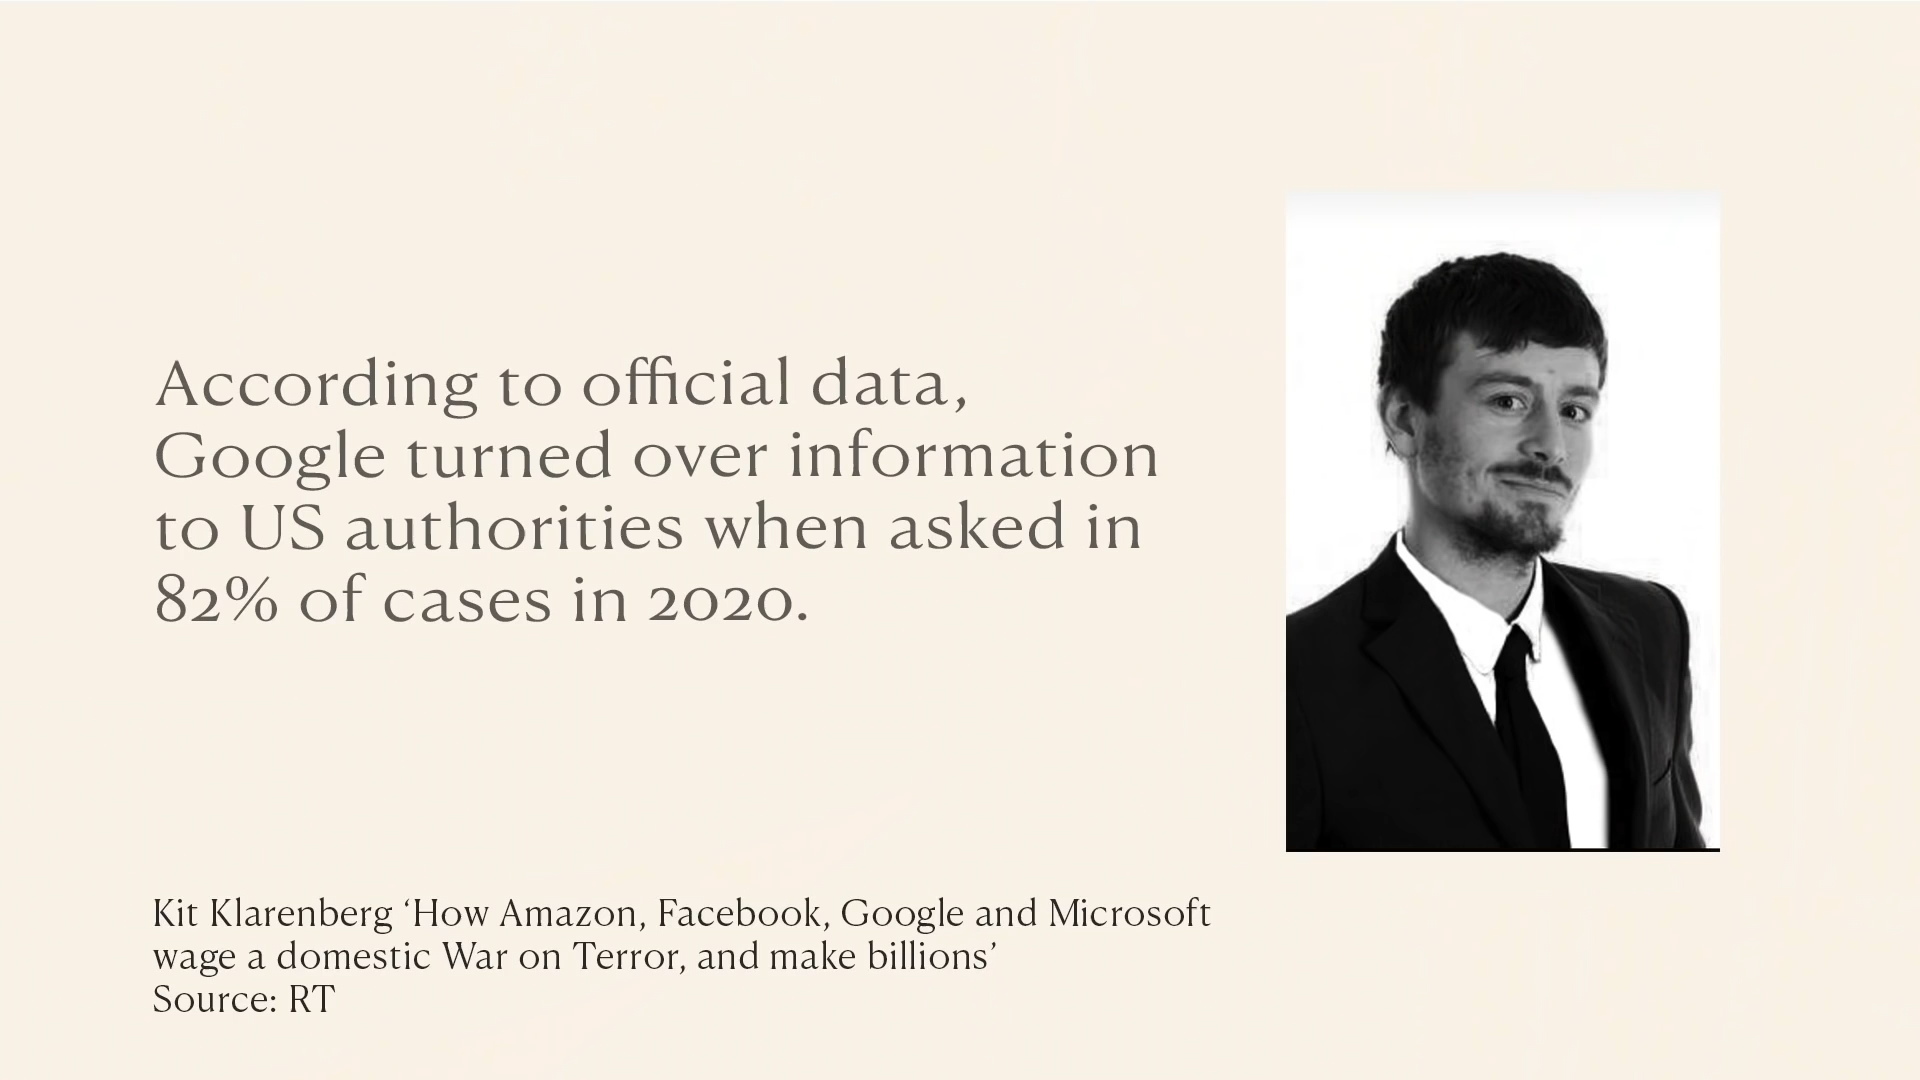 According to official data,
Google turned over information
to US authorities when asked in
82% of cases in 2020.
Kit Klarenberg ‘How Amazon, Facebook, Google and Microsoft
wage a domestic War on Terror, and make billions’
Source: RT